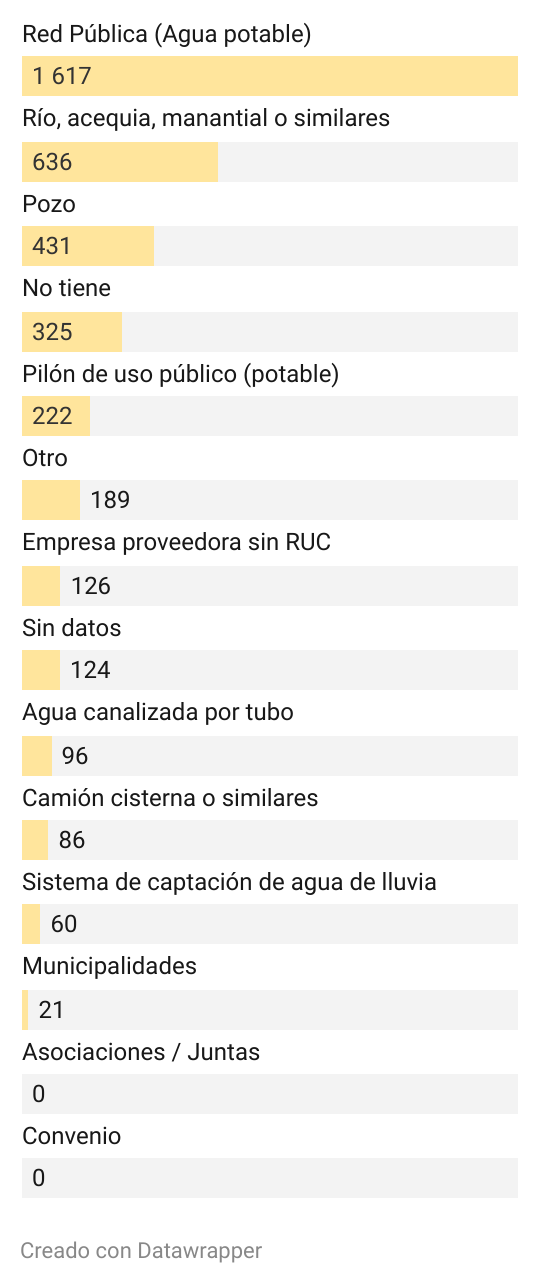 Red Pública (Agua potable)
1 617
Río, acequia, manantial o similares
636
Pozo
431
No tiene
325
Pilón de uso público (potable)
222
Otro
189
Empresa proveedora sin RUC
126
Sin datos
124
Agua canalizada por tubo
96
Camión cisterna o similares
86
Sistema de captación de agua de lluvia
60
Municipalidades
21
Asociaciones / Juntas
0
Convenio
0
Creado con Datawrapper